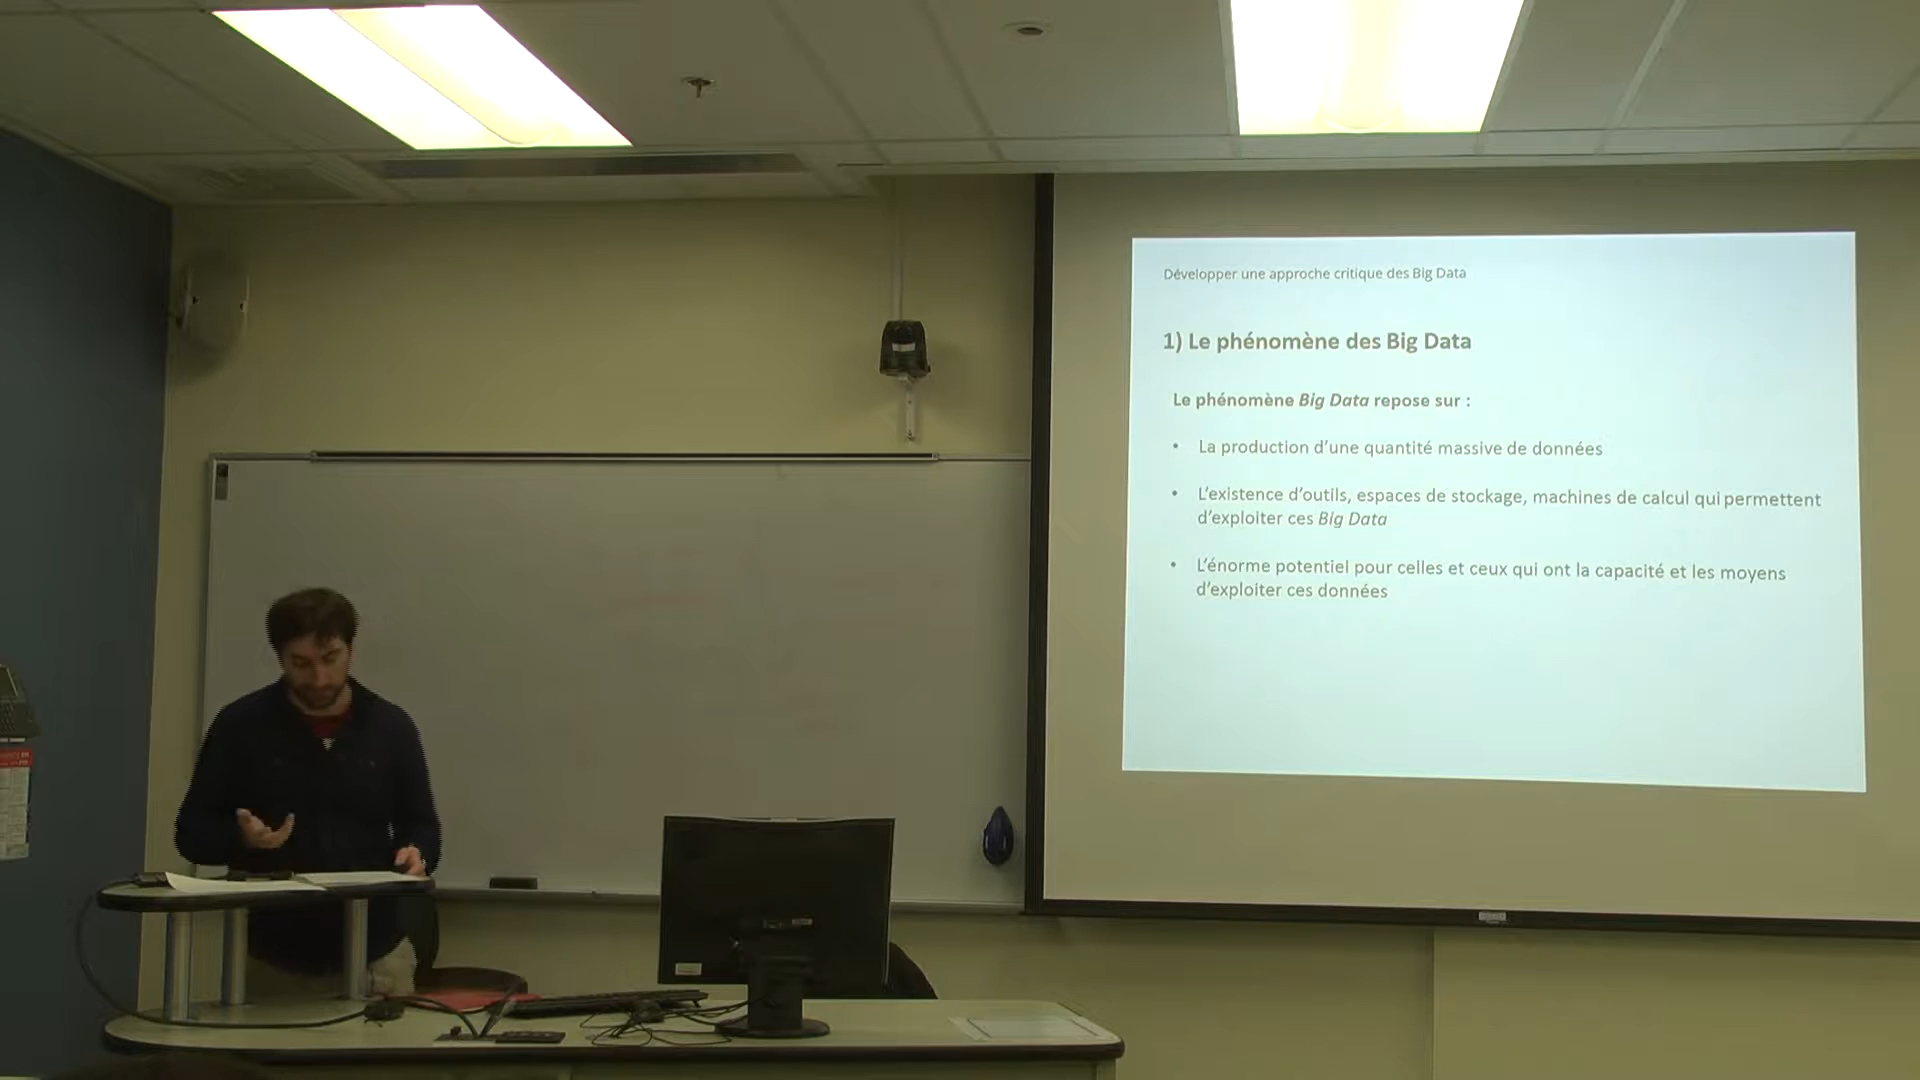 Développer une approche critique des Big Data
1) Le phénomène des Big Data
Le phénomène Big Data repose sur :
• La production d’une quantité massive de données
• L’existence d’outils, espaces de stockage, machines de calcul qui permettent
d’exploiter ces Big Data
• L’énorme potentiel pour celles et ceux qui ont la capacité et les moyens
d’exploiter ces données